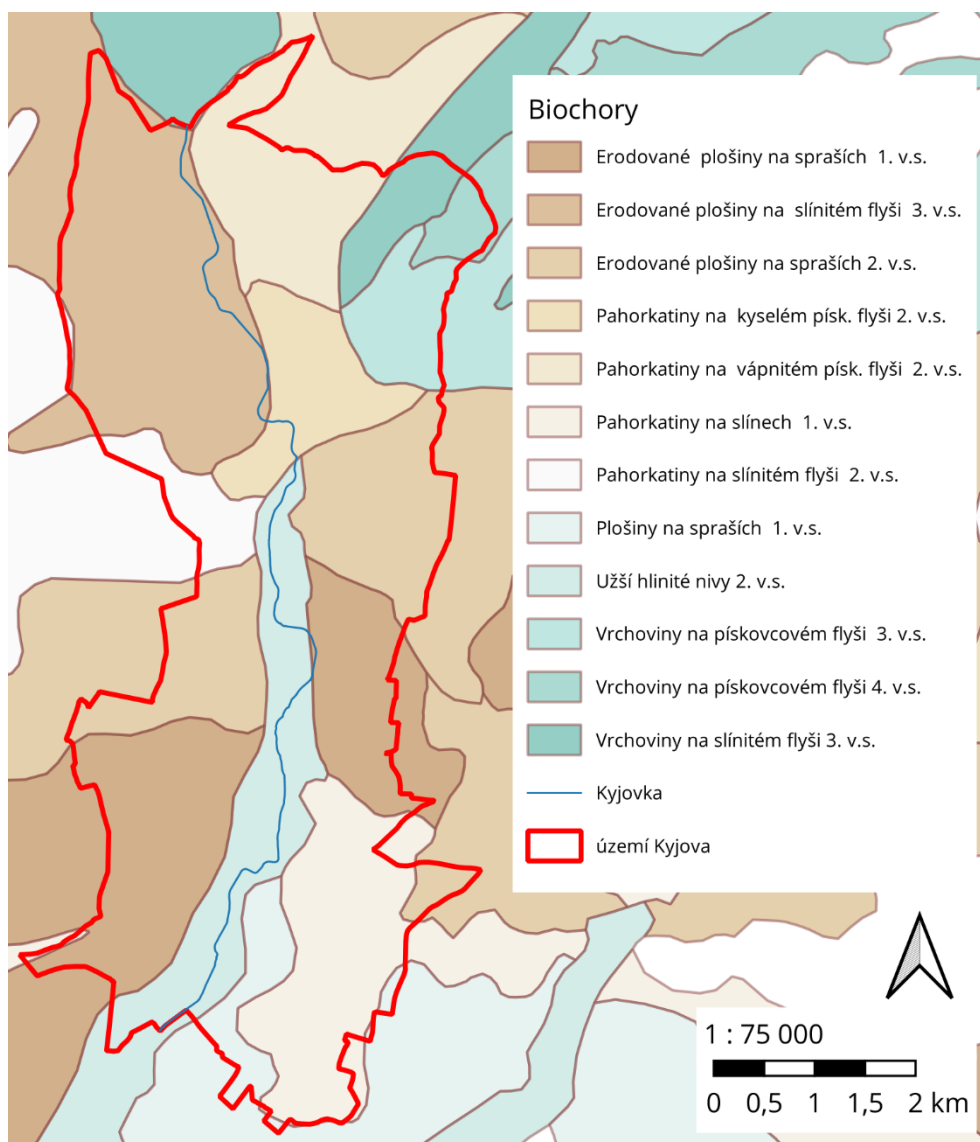 Biochory
Erodované plošiny na spraších 1. v.s.
Erodované plošiny na slínitém flyši 3. v.s.
Erodované plošiny na spraších 2. v.s.
Pahorkatiny na kyselém písk. flyši 2. v.s.
Pahorkatiny na vápnitém písk. flyši 2. v.s.
Pahorkatiny na slínech 1. v.s.
Pahorkatiny na slínitém flyši 2. v.s.
Plošiny na spraších 1. v.s.
Užší hlinité nivy 2. v.s.
Vrchoviny na pískovcovém flyši 3. v.s.
Vrchoviny na pískovcovém flyši 4. v.s.
Vrchoviny na slínitém flyši 3. v.s.
Kyjovka
území Kyjova
1 : 75 000
0 0,5 1 1,5 2 km